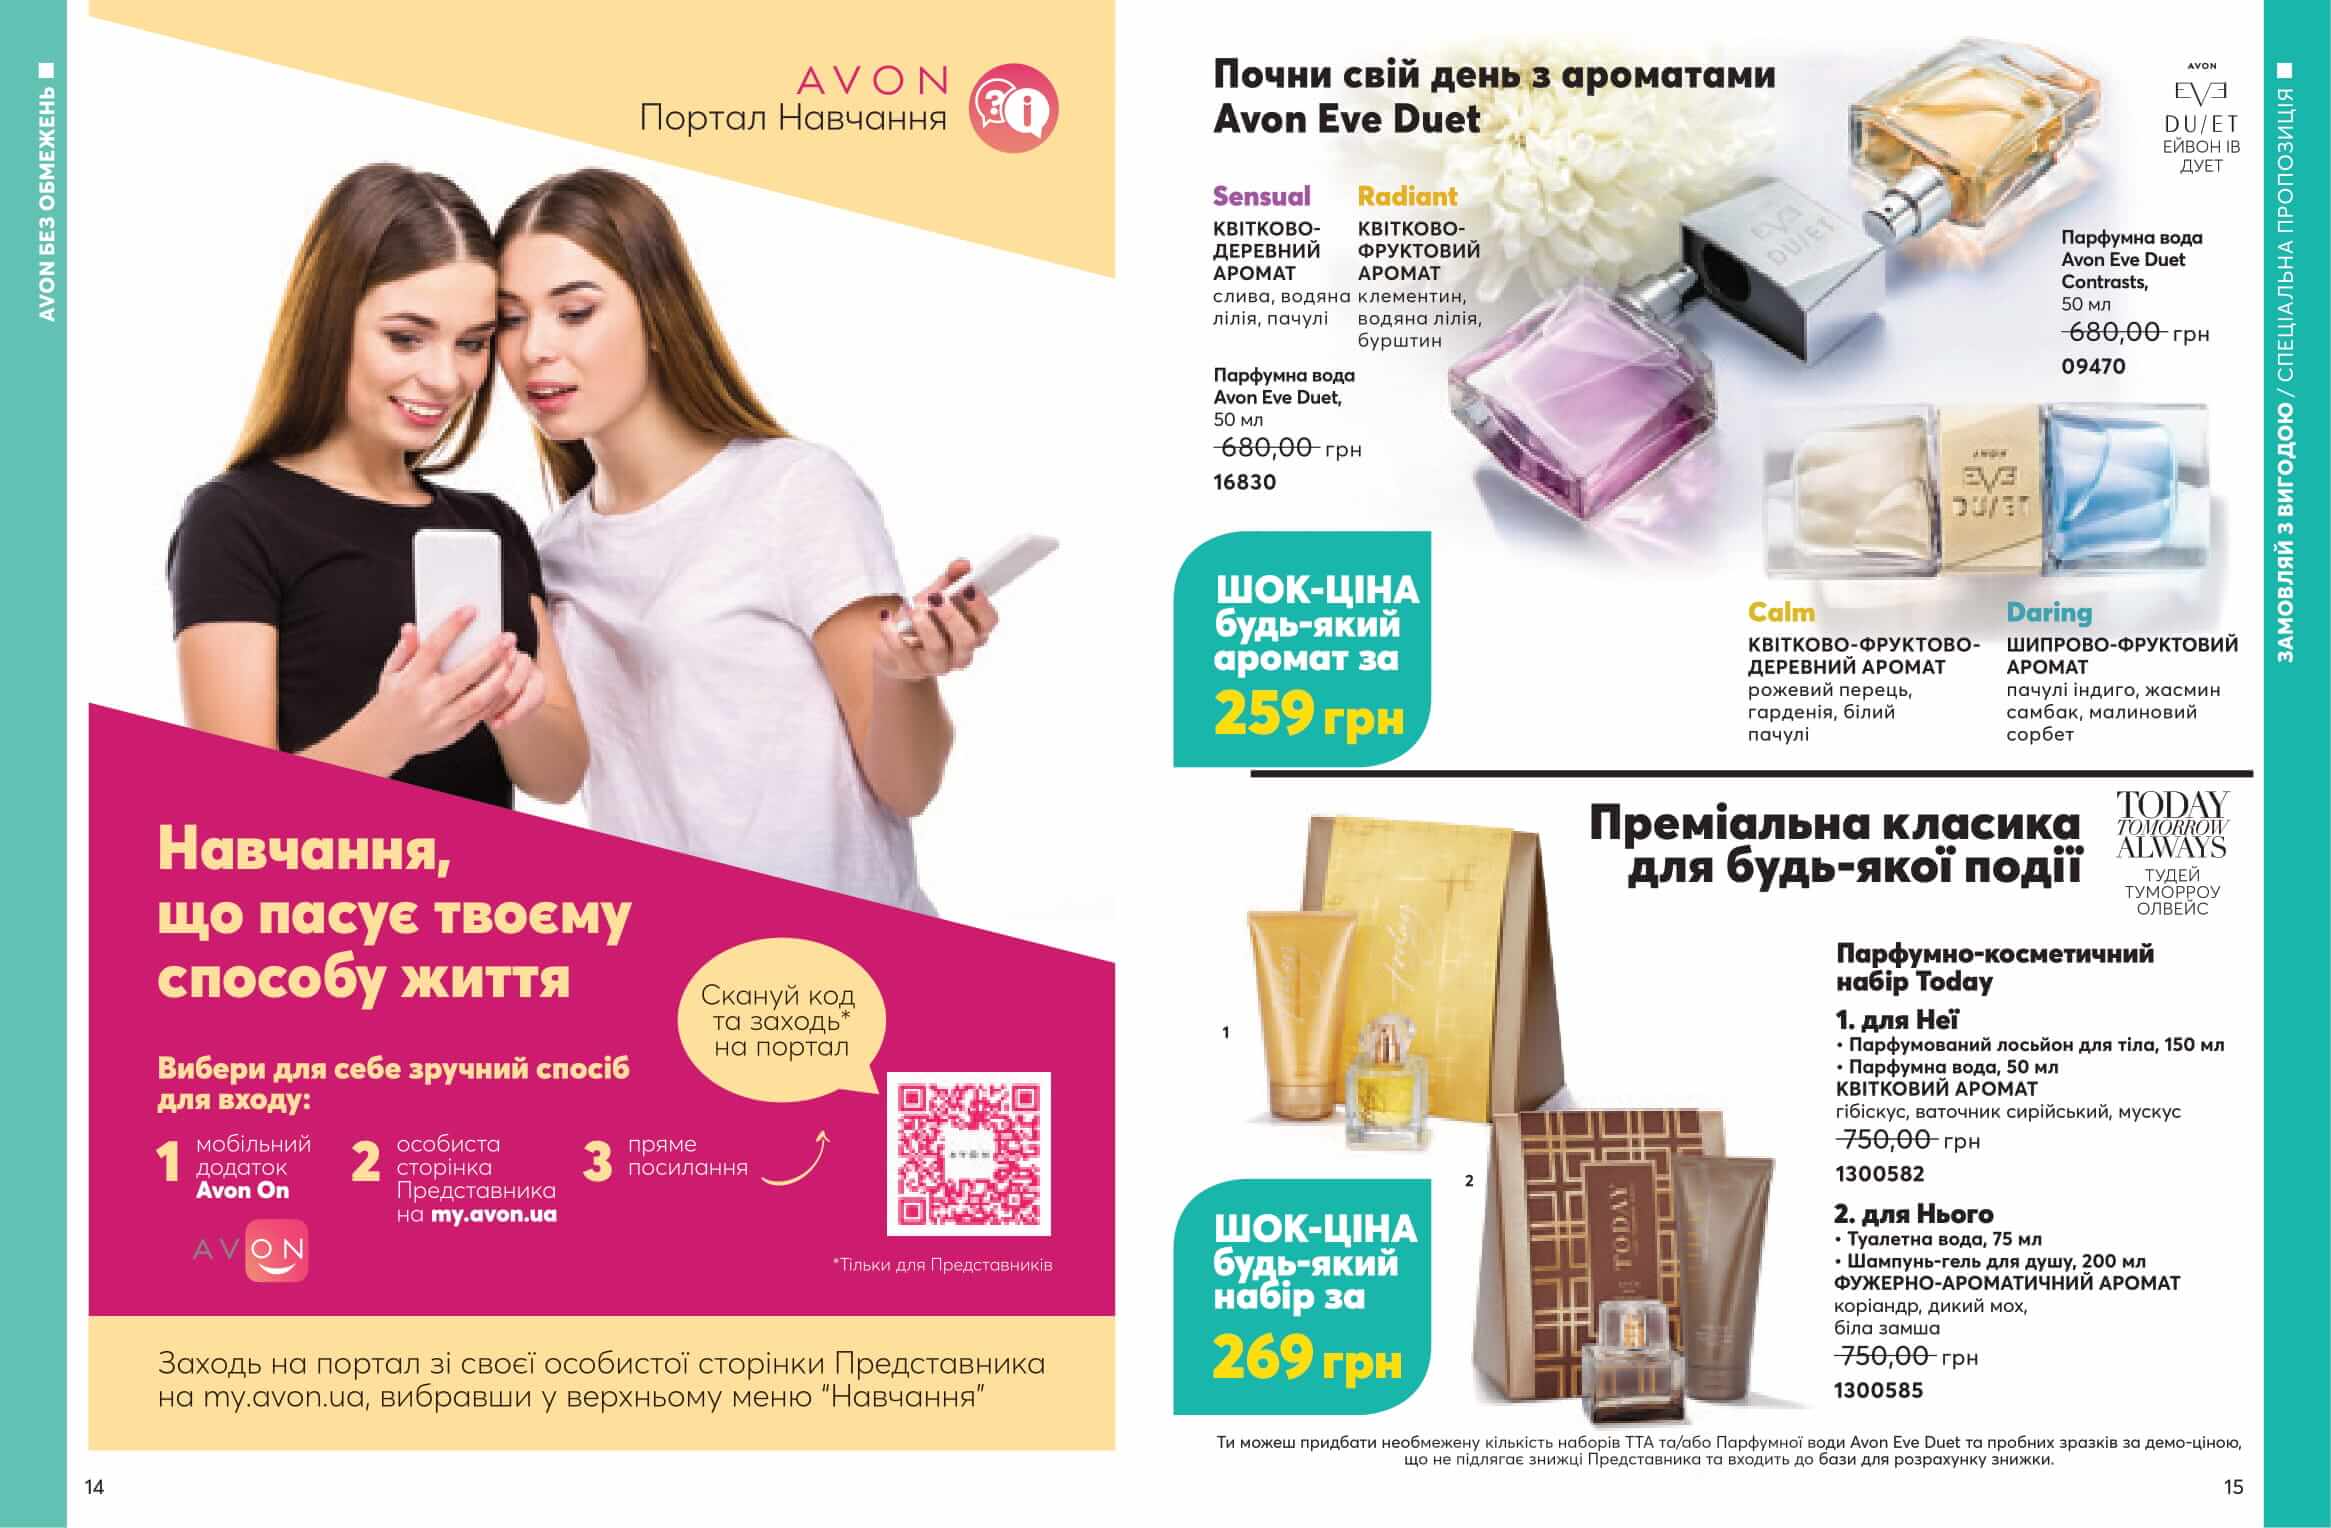 AVON БЕЗ ОБМЕЖЕНЬ
AVON
Портал Навчання
Навчання,
що пасує твоєму
способу життя
Вибери для себе зручний спосіб
для входу:
1 мобільний
додаток
Avon On
AVON
2 особиста
сторінка
Представника
на my.avon.ua
3 пряме
посилання
Скануй код
та заходь*
на портал
AVON
*Тільки для Представників
Заходь на портал зі своєї особистої сторінки Представника
на my.avon.ua, вибравши у верхньому меню “Навчання”
14
Почни свій день з ароматами
Avon Eve Duet
AVON
EVE
DU/ET
ЕЙВОН ІВ
ДУЕТ
Sensual
КВІТКОВО-
ДЕРЕВНИЙ
АРОМАТ
слива, водяна
лілія, пачулі
Radiant
КВІТКОВО-
ФРУКТОВИЙ
АРОМАТ
клементин,
водяна лілія,
бурштин
Парфумна вода
Avon Eve Duet,
50 мл
680,00 грн
16830
EVE
DU/ET
Парфумна вода
Avon Eve Duet
Contrasts,
50 мл
680,00 грн
09470
AVON
EVE
DU/ET
ШОК-ЦІНА
будь-який
аромат за
259 грн
Calm
КВІТКОВО-ФРУКТОВО-
ДЕРЕВНИЙ АРОМАТ
рожевий перець,
гарденія, білий
пачулі
Daring
ШИПРОВО-ФРУКТОВИЙ
АРОМАТ
пачулі індиго, жасмин
самбак, малиновий
сорбет
Преміальна класика
для будь-якої події
TODAY
TOMORROW
ALWAYS
ТУДЕЙ
ТУМОРРОУ
ОЛВЕЙС
today
1
Парфумно-косметичний
набір Today
1. для Неї
• Парфумований лосьйон для тіла, 150 мл
• Парфумна вода, 50 мл
КВІТКОВИЙ АРОМАТ
гібіскус, ваточник сирійський, мускус
750,00 грн
1300582
2
TODAY
2. для Нього
• Туалетна вода, 75 мл
• Шампунь-гель для душу, 200 мл
ФУЖЕРНО-АРОМАТИЧНИЙ АРОМАТ
коріандр, дикий мох,
біла замша
750,00 грн
1300585
ШОК-ЦІНА
будь-який
набір за
269 грн
Ти можеш придбати необмежену кількість наборів ТТА та/або Парфумної води Avon Eve Duet та пробних зразків за демо-ціною,
що не підлягає знижці Представника та входить до бази для розрахунку знижки.
15
ЗАМОВЛЯЙ З ВИГОДОЮ / СПЕЦІАЛЬНА ПРОПОЗИЦІЯ